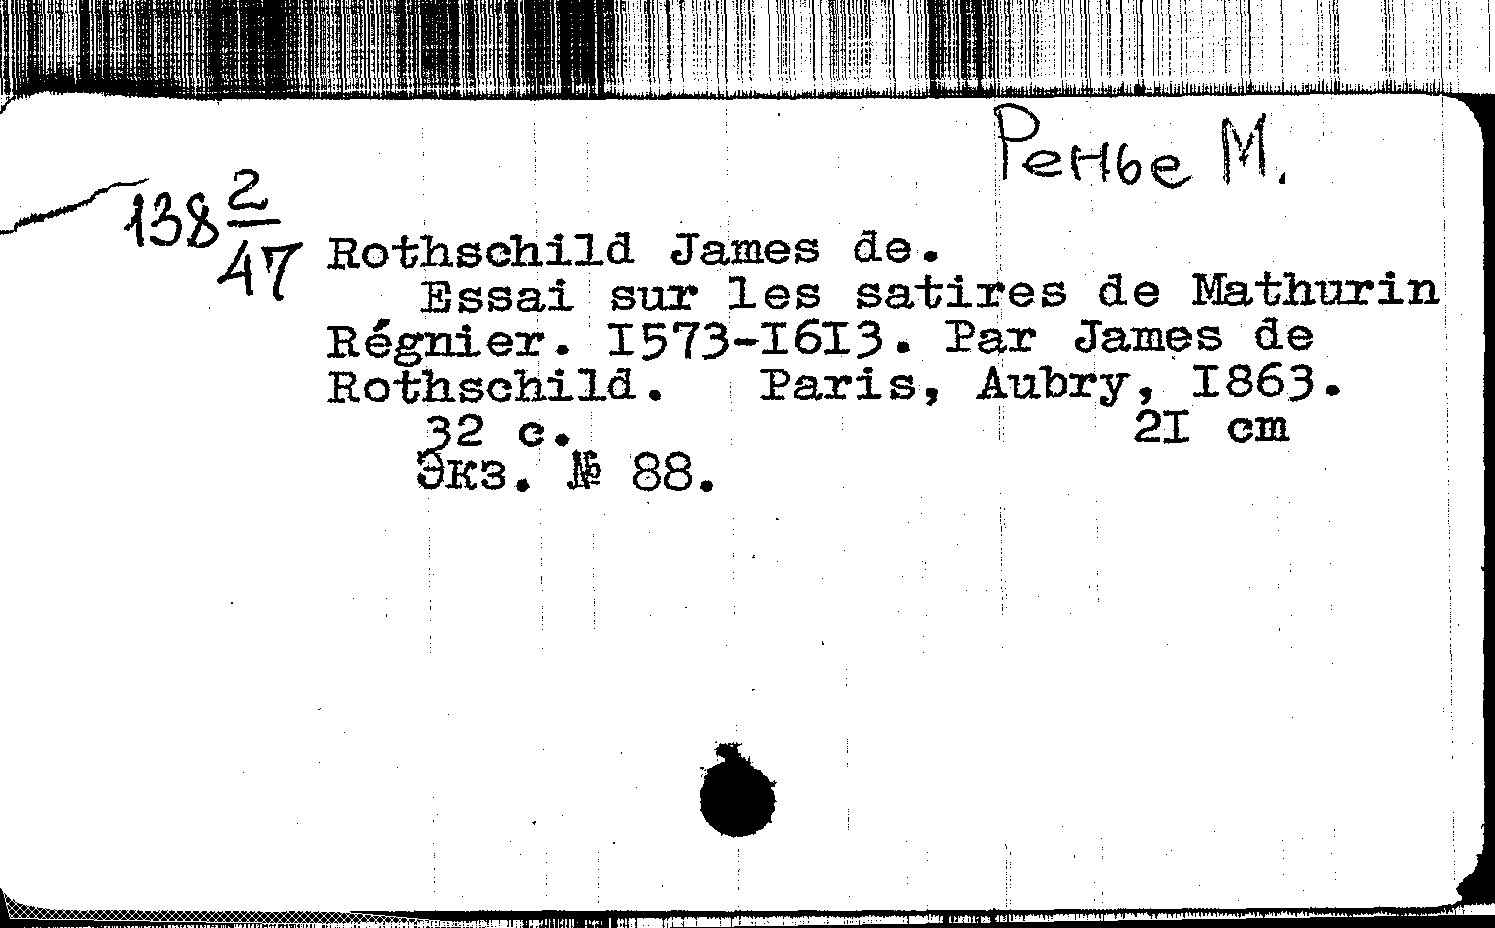 Ренье М.
138 2/47
Rothschild James de.
Essai sur les satires de Mathurin
Régnier. I573-I6I3. Par James de
Rothschild. Paris, Aubry, I863.
32 c. 2I cm
Экз. № 88.